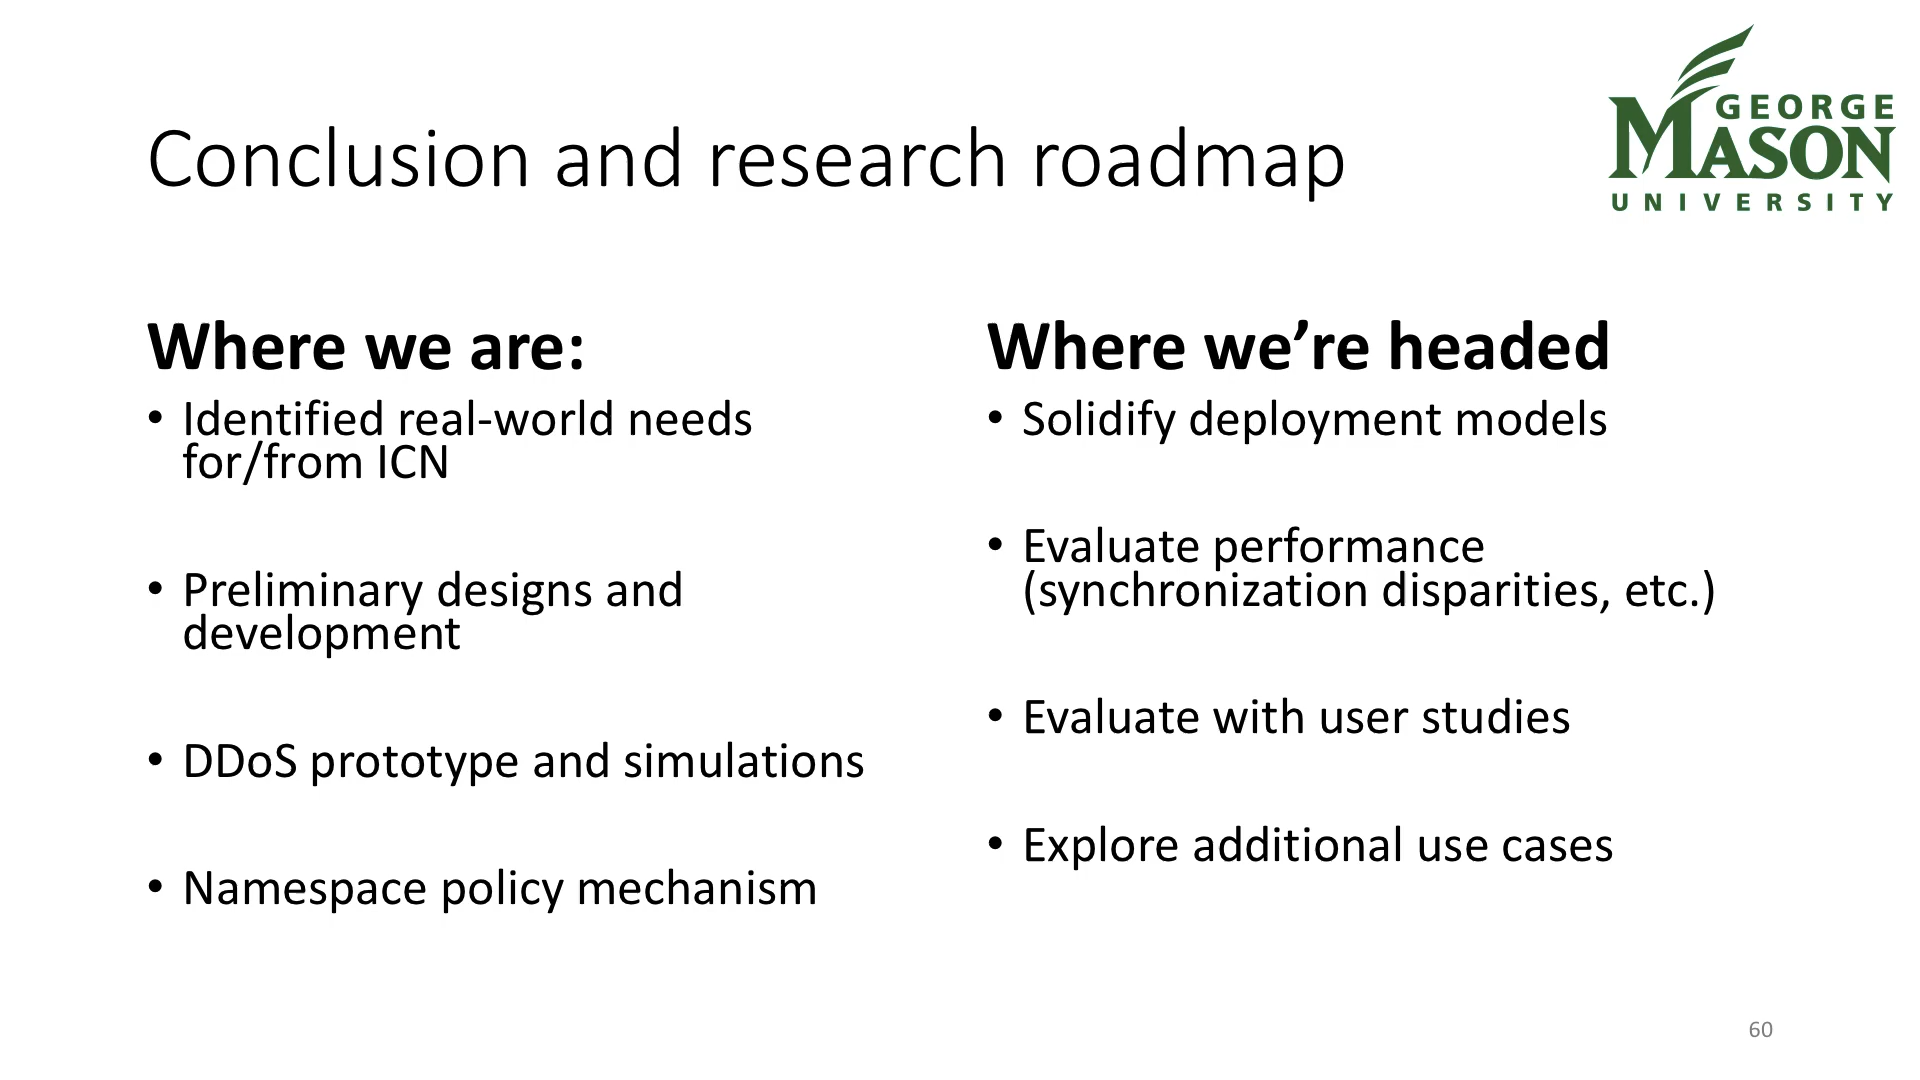 GEORGE
MASON
UNIVERSITY
Conclusion and research roadmap
Where we are:
• Identified real-world needs
for/from ICN
• Preliminary designs and
development
• DDoS prototype and simulations
• Namespace policy mechanism
Where we’re headed
• Solidify deployment models
• Evaluate performance
(synchronization disparities, etc.)
• Evaluate with user studies
• Explore additional use cases
60